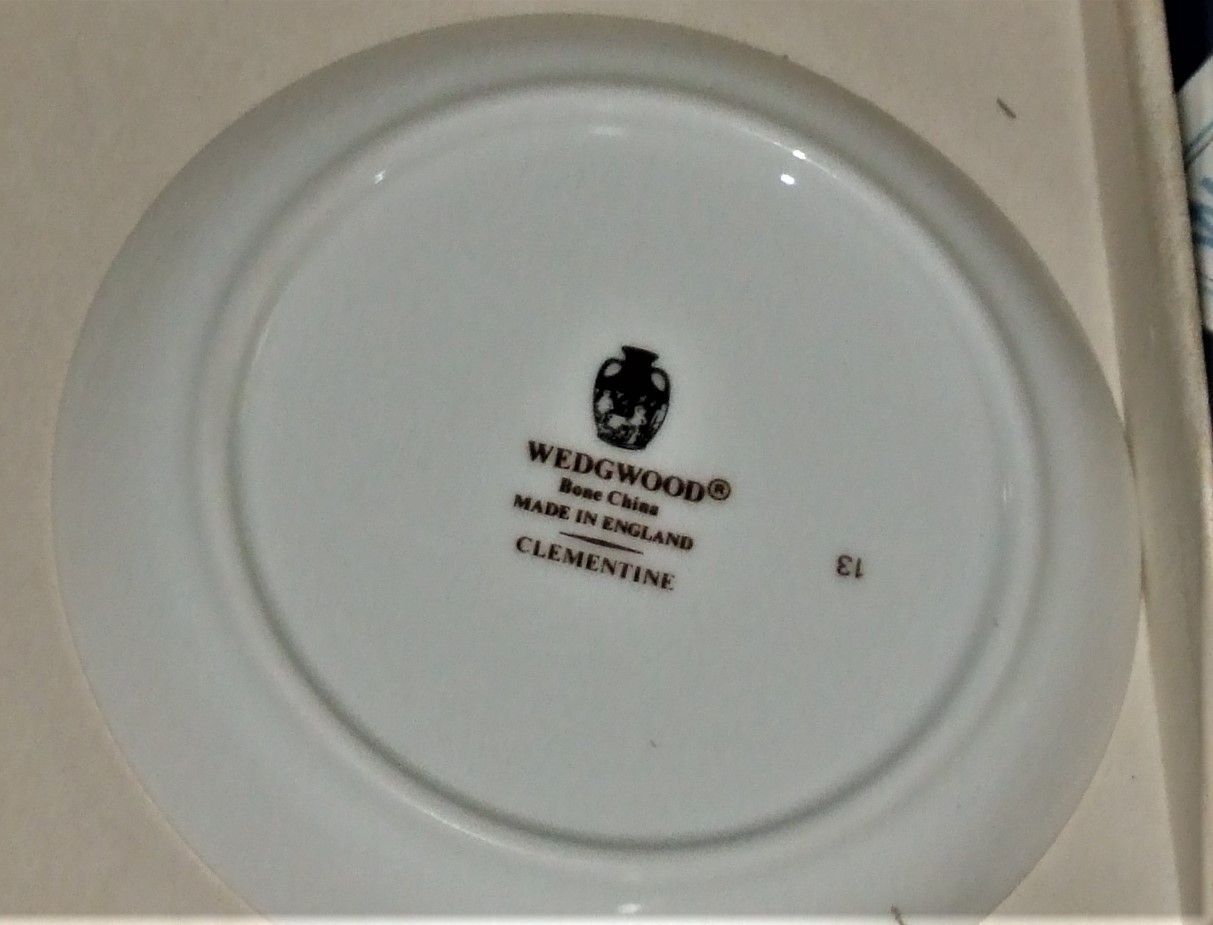 WEDGWOOD®
Bone China
MADE IN ENGLAND
CLEMENTINE
13